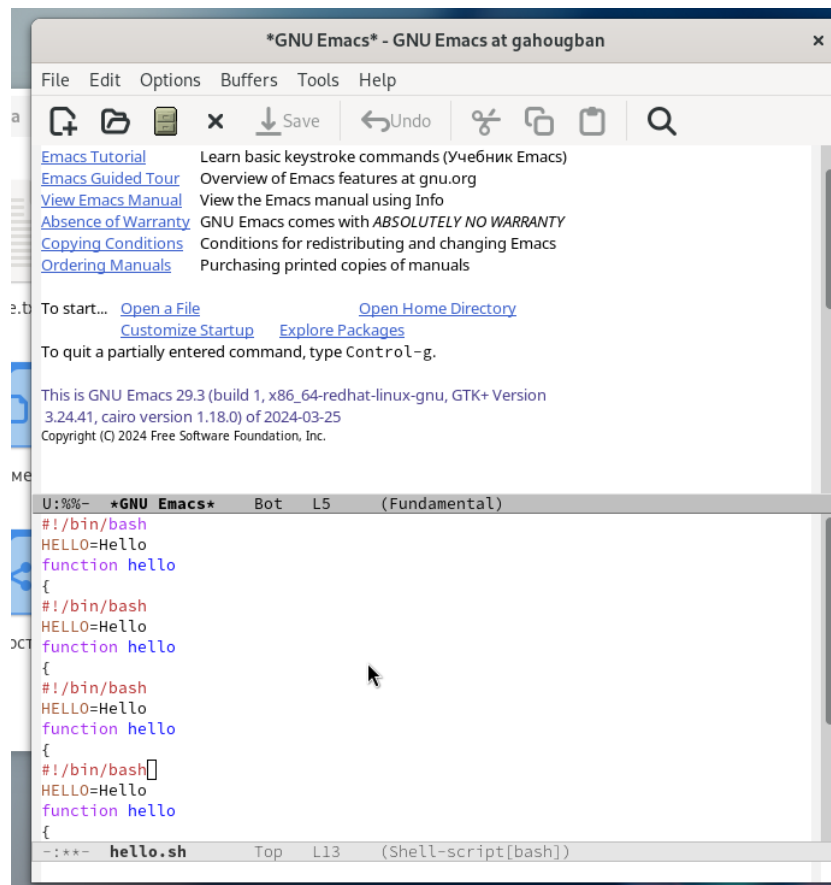 *GNU Emacs* - GNU Emacs at gahougban ×
File Edit Options Buffers Tools Help
Save Undo
Emacs Tutorial Learn basic keystroke commands (Учебник Emacs)
Emacs Guided Tour Overview of Emacs features at gnu.org
View Emacs Manual View the Emacs manual using Info
Absence of Warranty GNU Emacs comes with ABSOLUTELY NO WARRANTY
Copying Conditions Conditions for redistributing and changing Emacs
Ordering Manuals Purchasing printed copies of manuals
To start... Open a File Open Home Directory
Customize Startup Explore Packages
To quit a partially entered command, type Control-g.
This is GNU Emacs 29.3 (build 1, x86_64-redhat-linux-gnu, GTK+ Version
3.24.41, cairo version 1.18.0) of 2024-03-25
Copyright (C) 2024 Free Software Foundation, Inc.
U:%%- *GNU Emacs* Bot L5 (Fundamental)
#!/bin/bash
HELLO=Hello
function hello
{
#!/bin/bash
HELLO=Hello
function hello
{
#!/bin/bash
HELLO=Hello
function hello
{
#!/bin/bash
HELLO=Hello
function hello
{
-:**- hello.sh Top L13 (Shell-script[bash])